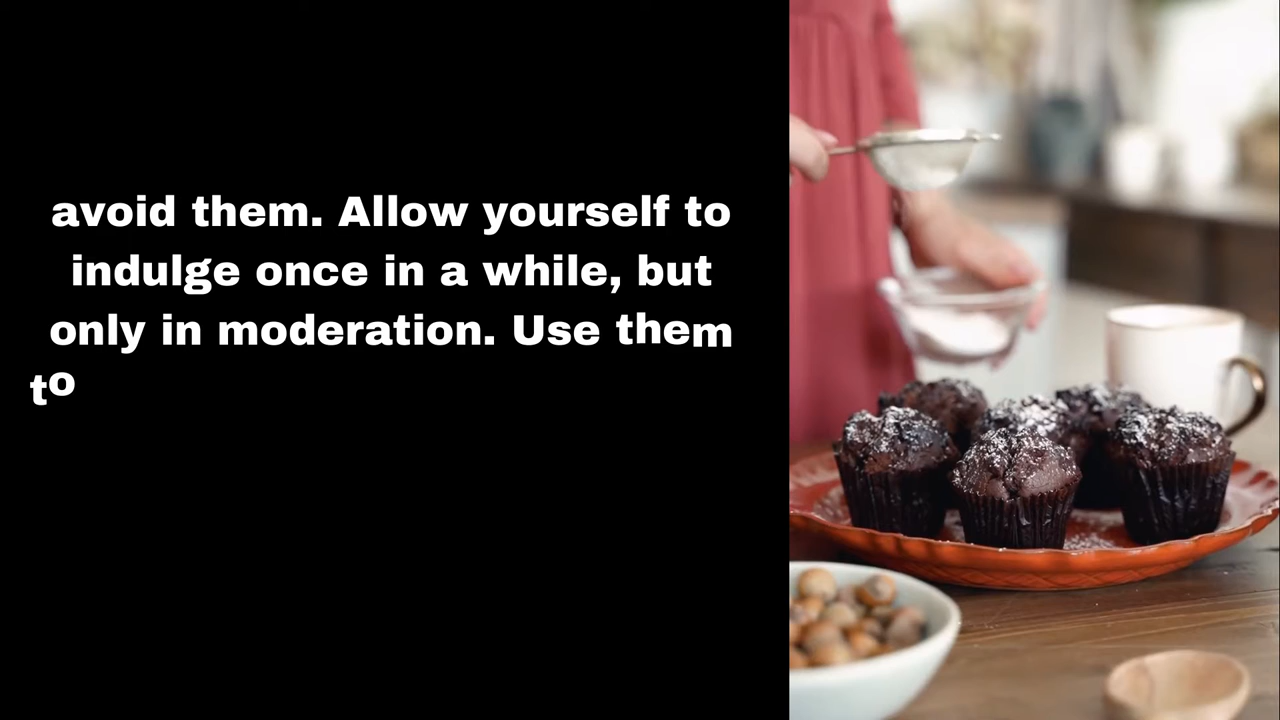 avoid them. Allow yourself to
indulge once in a while, but
only in moderation. Use them
to